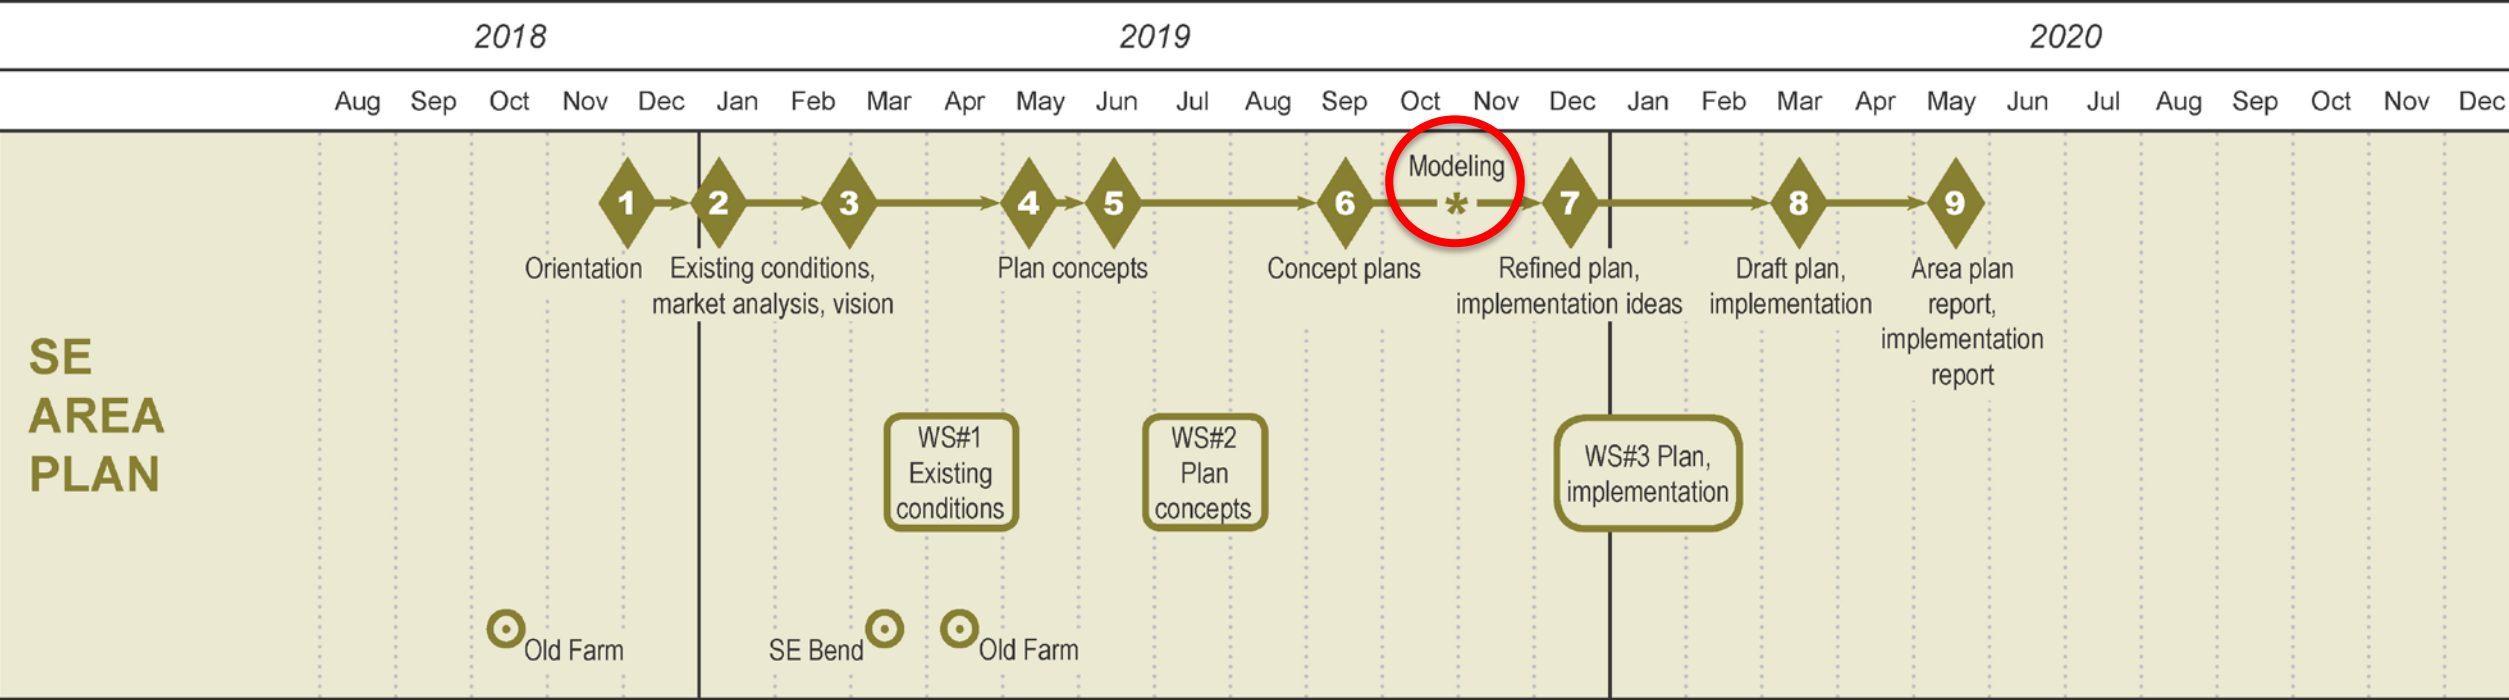 2018 2019 2020
Aug Sep Oct Nov Dec Jan Feb Mar Apr May Jun Jul Aug Sep Oct Nov Dec Jan Feb Mar Apr May Jun Jul Aug Sep Oct Nov Dec
Modeling
1 2 3 4 5 6 * 7 8 9
Orientation
Existing conditions,
market analysis, vision
Plan concepts
Concept plans
Refined plan,
implementation ideas
Draft plan,
implementation
Area plan
report,
implementation
report
SE
AREA
PLAN
WS#1
Existing
conditions
WS#2
Plan
concepts
WS#3 Plan,
implementation
Old Farm
SE Bend
Old Farm